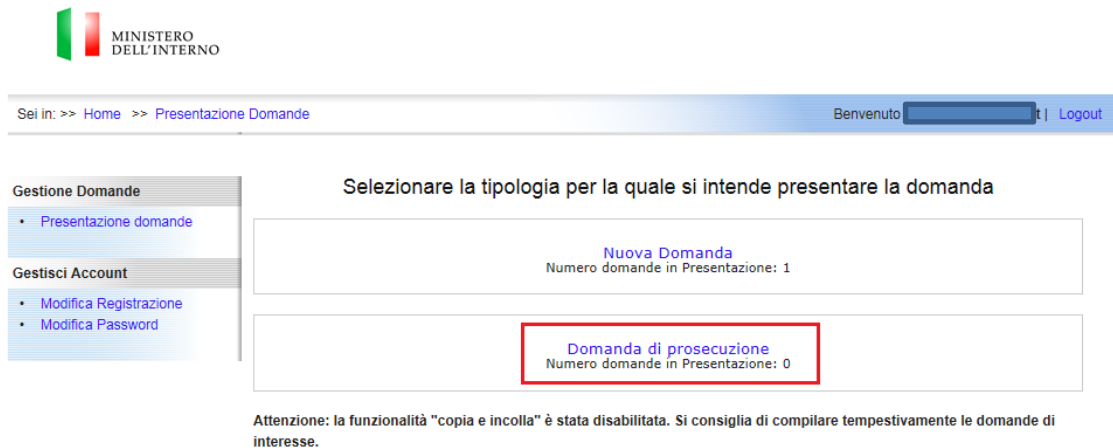 MINISTERO
DELL'INTERNO
Sei in: >> Home >> Presentazione Domande
Benvenuto t | Logout
Gestione Domande
• Presentazione domande
Gestisci Account
• Modifica Registrazione
• Modifica Password
Selezionare la tipologia per la quale si intende presentare la domanda
Nuova Domanda
Numero domande in Presentazione: 1
Domanda di prosecuzione
Numero domande in Presentazione: 0
Attenzione: la funzionalità "copia e incolla" è stata disabilitata. Si consiglia di compilare tempestivamente le domande di
interesse.